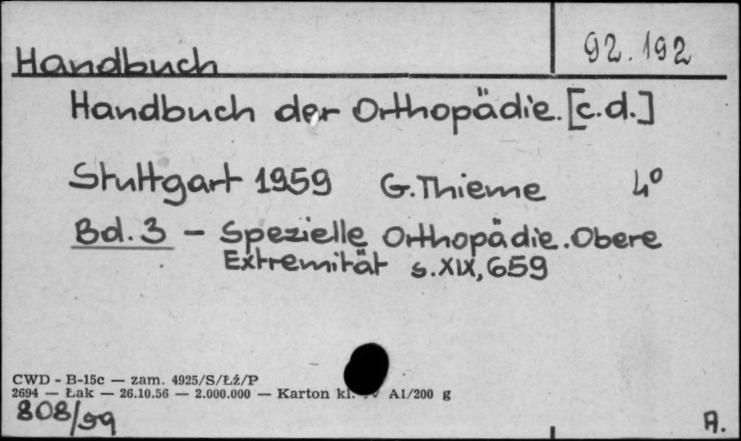 92.192
Handbuch
Handbuch der Orthopädie. [c.d.]
Stuttgart 1959 G.Thieme 4°
Bd.3 – Spezielle Orthopädie.Obere
Extremität s.XIX,659
CWD - B-15c — zam. 4925/S/Łź/P
2694 — Łak — 26.10.56 — 2.000.000 — Karton kl. A1/200 g
808/59
A.